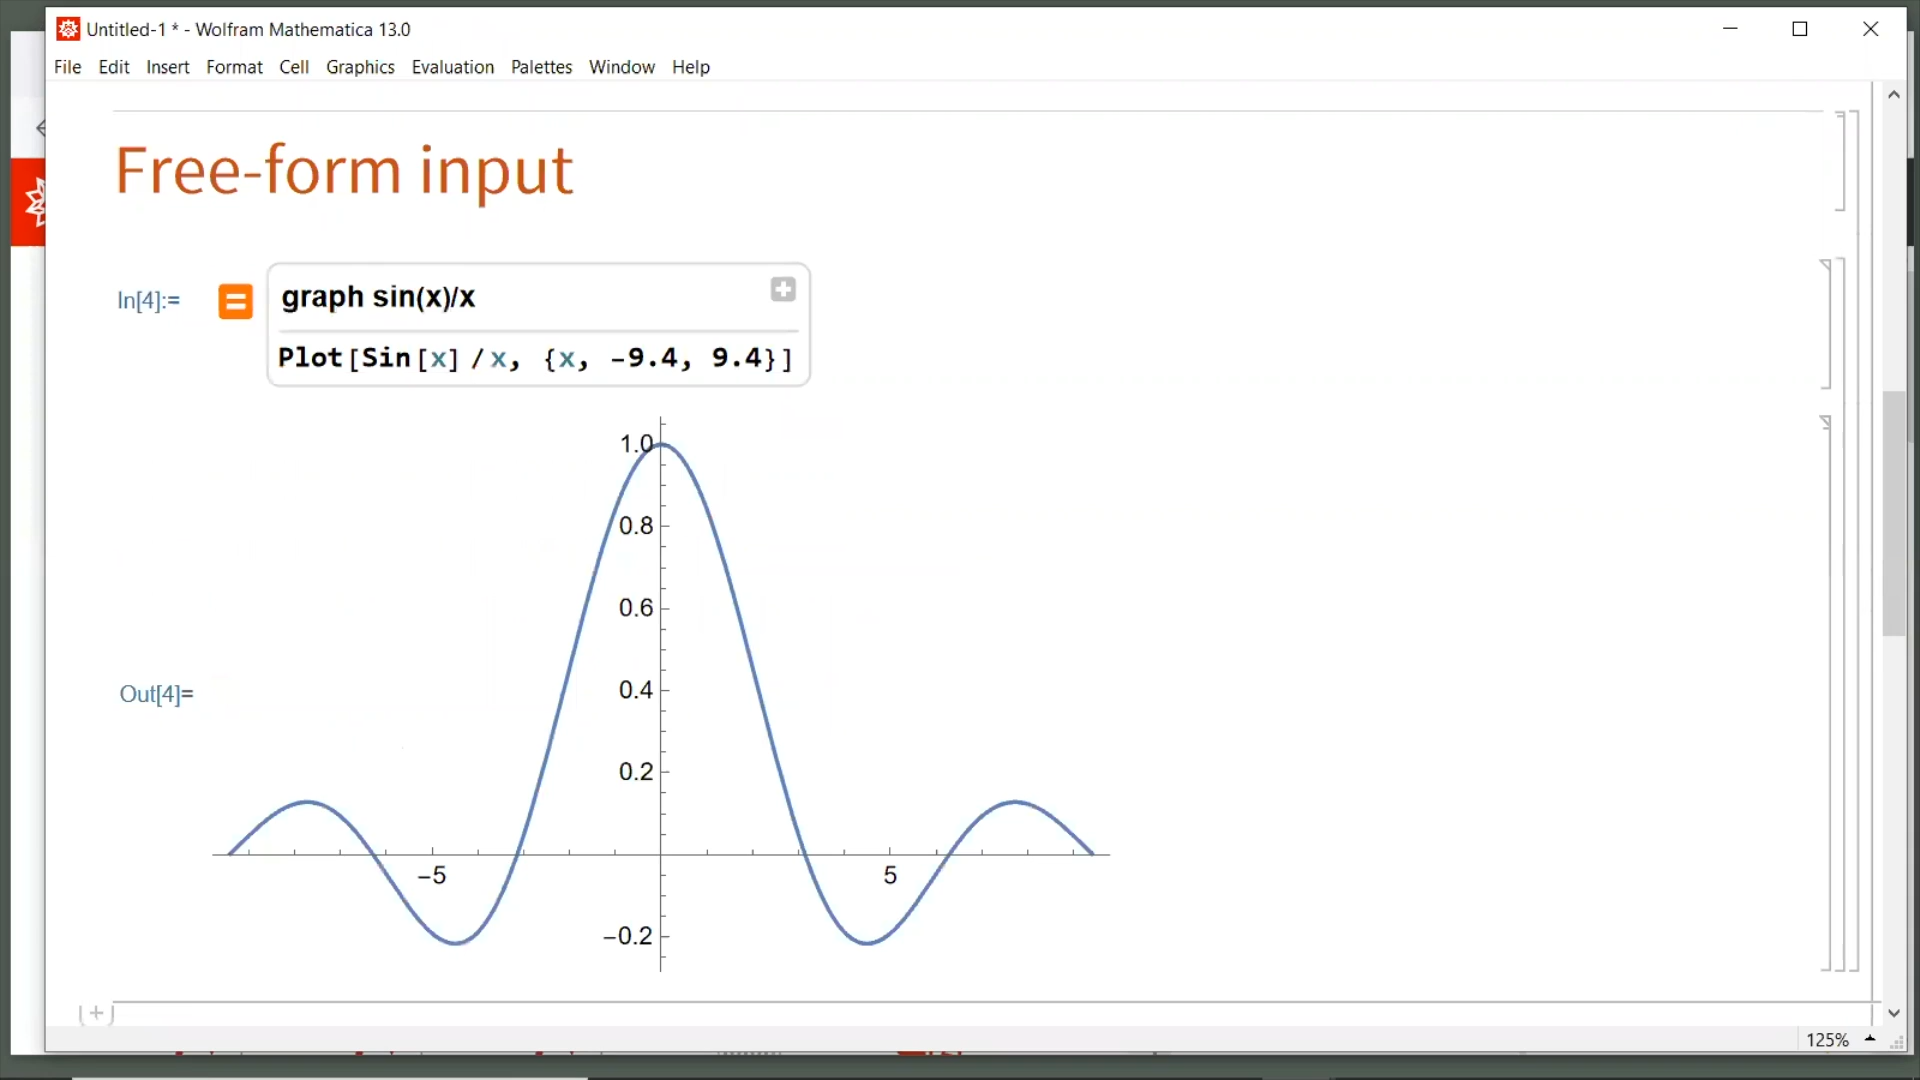 Untitled-1 * - Wolfram Mathematica 13.0
File Edit Insert Format Cell Graphics Evaluation Palettes Window Help
Free-form input
In[4]:=
graph sin(x)/x
Plot[Sin[x]/x, {x, -9.4, 9.4}]
1.0
0.8
0.6
0.4
Out[4]=
0.2
-5
5
-0.2
125%